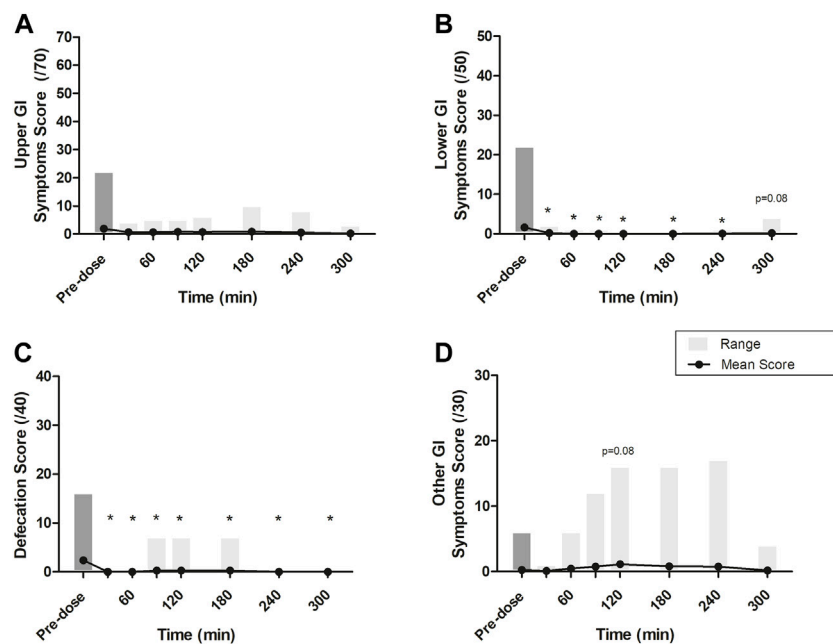 A
Upper GI
Symptoms Score (/70)
70
60
50
40
30
20
10
0
Pre-dose
60
120
180
240
300
Time (min)
B
Lower GI
Symptoms Score (/50)
50
40
30
20
10
0
* * * * * *
p=0.08
Pre-dose
60
120
180
240
300
Time (min)
C
Defecation Score (/40)
40
30
20
10
0
* * * * * * *
Pre-dose
60
120
180
240
300
Time (min)
Range
Mean Score
D
Other GI
Symptoms Score (/30)
30
20
10
0
p=0.08
Pre-dose
60
120
180
240
300
Time (min)